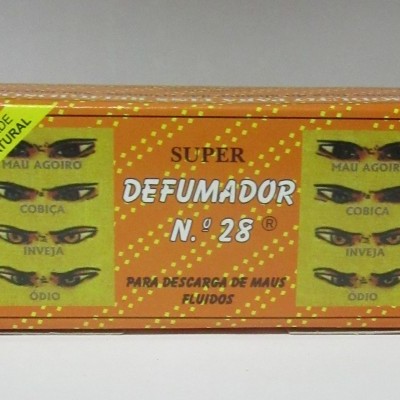 DE
NATURAL
MAU AGOIRO
COBIÇA
INVEJA
ÓDIO
SUPER
DEFUMADOR
N.º 28 ®
PARA DESCARGA DE MAUS
FLUIDOS
MAU AGOIRO
COBIÇA
INVEJA
ÓDIO